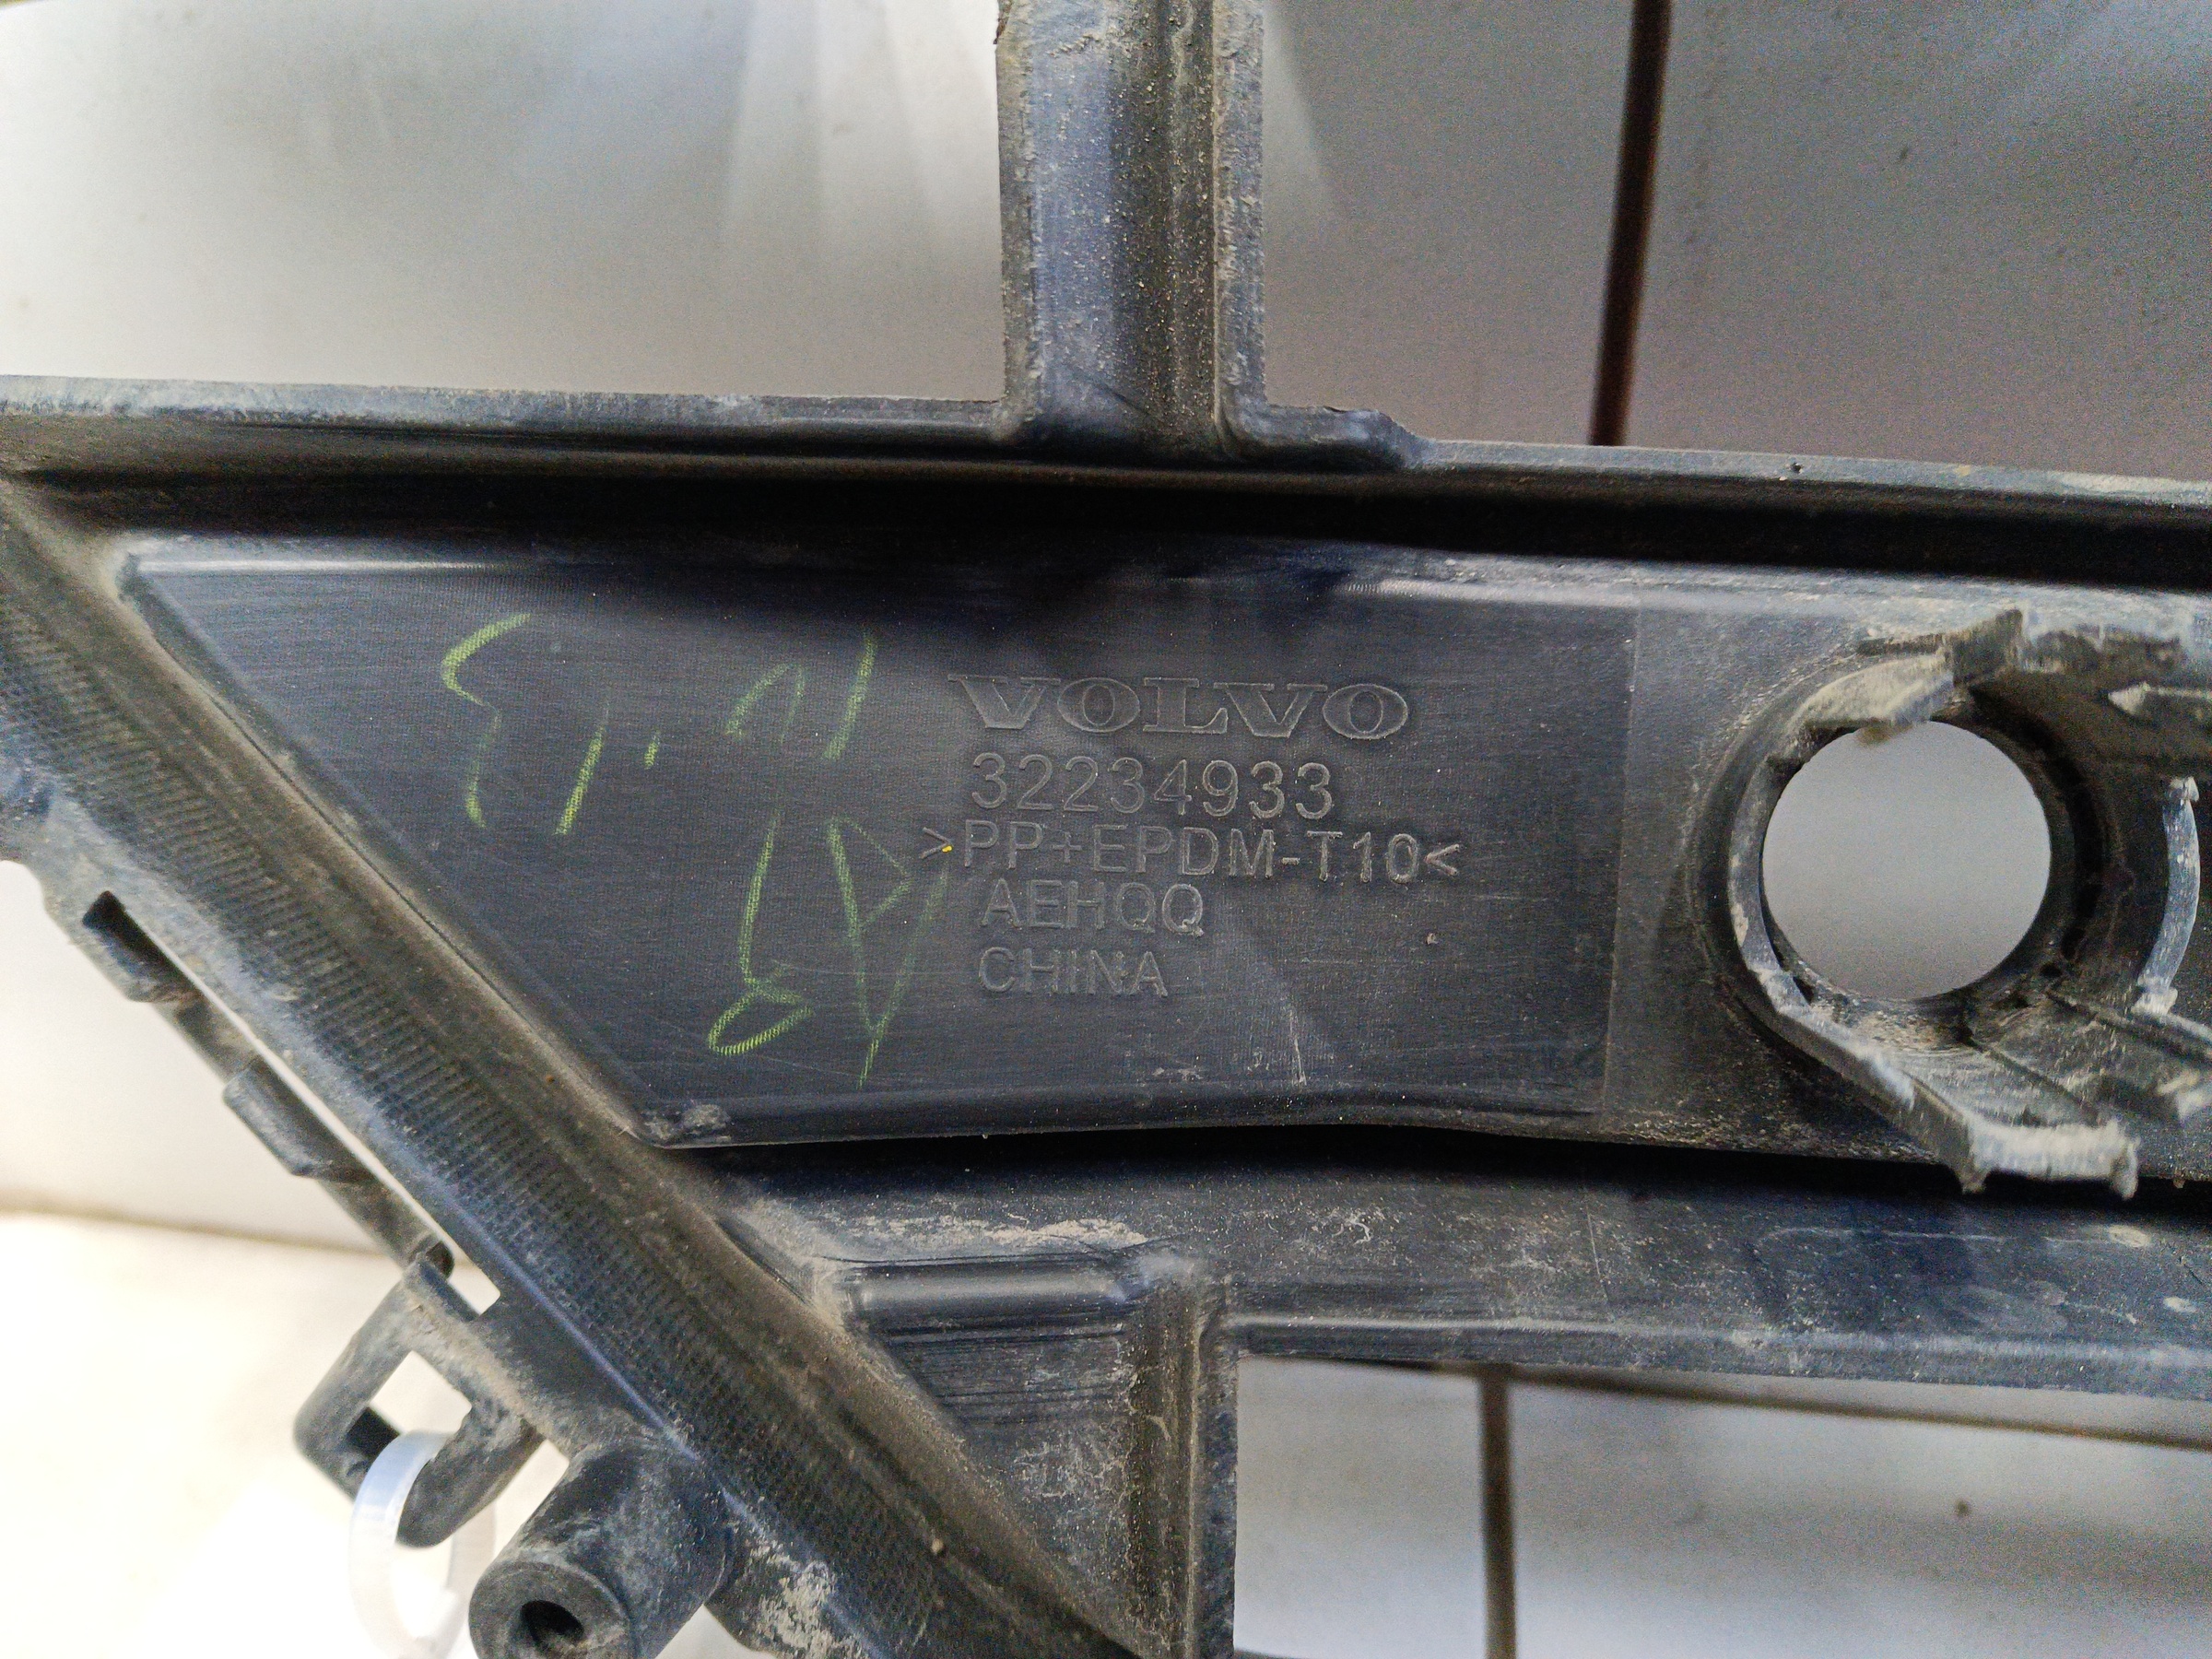 VOLVO
32234933
>PP+EPDM-T10<
AEHQQ
CHINA